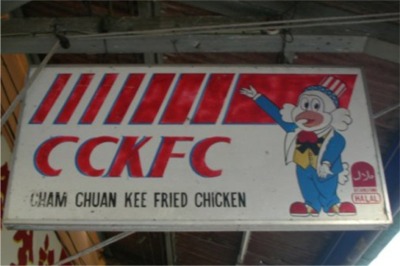 CCKFC
CHAM CHUAN KEE FRIED CHICKEN
حلال
HALAL